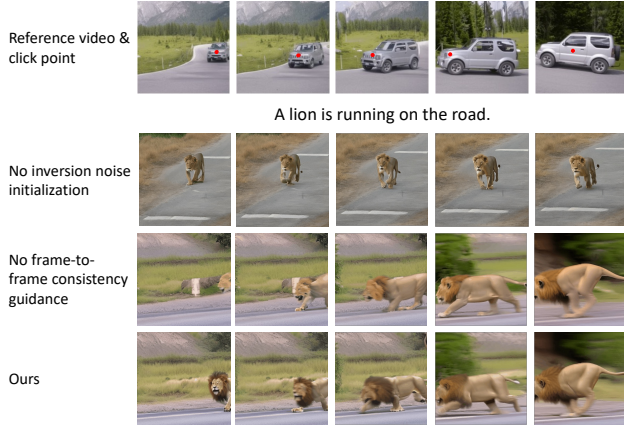 Reference video &
click point
A lion is running on the road.
No inversion noise
initialization
No frame-to-
frame consistency
guidance
Ours